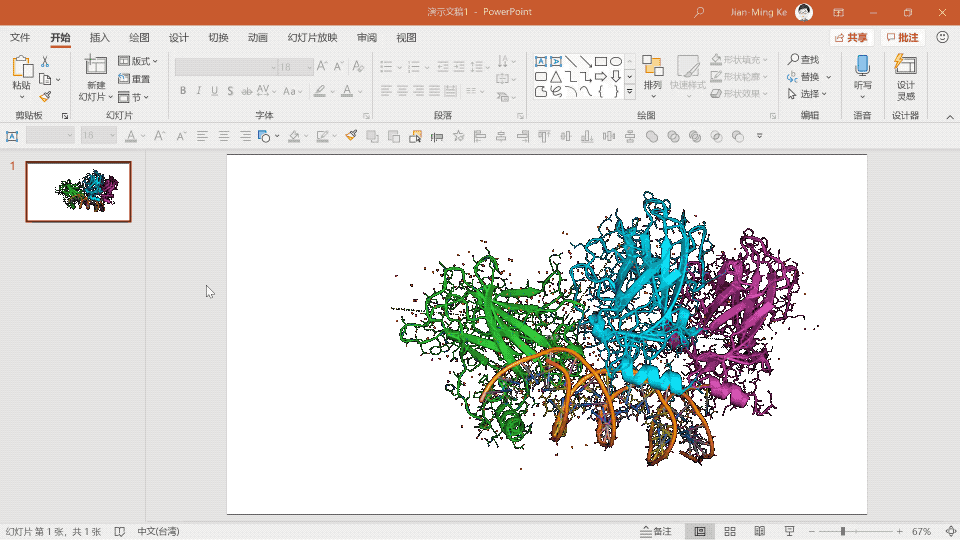 演示文稿1 - PowerPoint
Jian-Ming Ke
文件 开始 插入 绘图 设计 切换 动画 幻灯片放映 审阅 视图
共享 批注
粘贴
剪贴板
新建
幻灯片
版式
重置
节
幻灯片
18
B I U S ab AV Aa A
字体
段落
排列
快速样式
形状填充
形状轮廓
形状效果
绘图
查找
替换
选择
编辑
听写
语音
设计
灵感
设计器
18
1
幻灯片 第 1 张，共 1 张
中文(台湾)
备注
67%